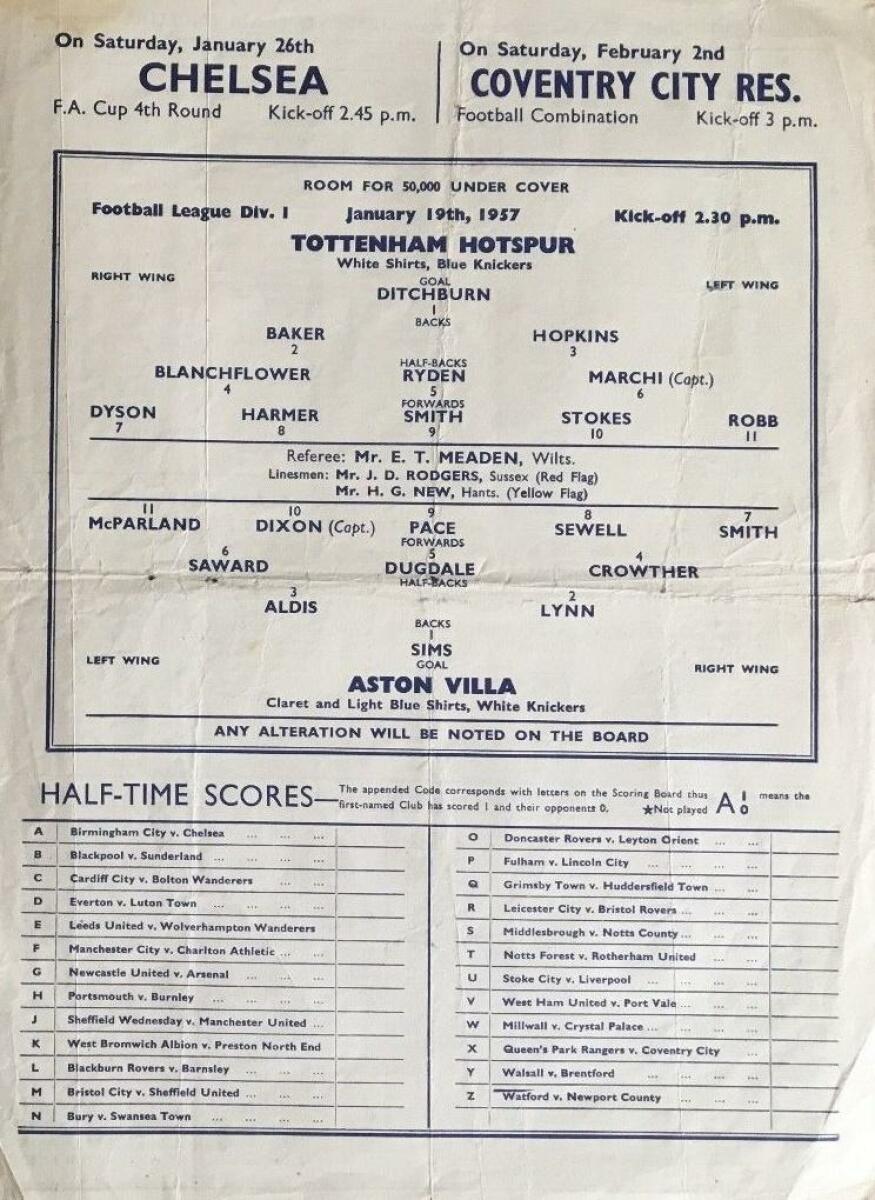 On Saturday, January 26th
CHELSEA
F.A. Cup 4th Round Kick-off 2.45 p.m.
On Saturday, February 2nd
COVENTRY CITY RES.
Football Combination Kick-off 3 p.m.
ROOM FOR 50,000 UNDER COVER
Football League Div. I January 19th, 1957 Kick-off 2.30 p.m.
TOTTENHAM HOTSPUR
White Shirts, Blue Knickers
RIGHT WING GOAL LEFT WING
DITCHBURN
1
BACKS
BAKER HOPKINS
2 3
HALF-BACKS
BLANCHFLOWER RYDEN MARCHI (Capt.)
4 5 6
FORWARDS
DYSON HARMER SMITH STOKES ROBB
7 8 9 10 11
Referee: Mr. E. T. MEADEN, Wilts.
Linesmen: Mr. J. D. RODGERS, Sussex (Red Flag)
Mr. H. G. NEW, Hants. (Yellow Flag)
11 10 9 8 7
McPARLAND DIXON (Capt.) PACE SEWELL SMITH
FORWARDS
6 5 4
SAWARD DUGDALE CROWTHER
HALF-BACKS
3 2
ALDIS LYNN
BACKS
1
SIMS
LEFT WING GOAL RIGHT WING
ASTON VILLA
Claret and Light Blue Shirts, White Knickers
ANY ALTERATION WILL BE NOTED ON THE BOARD
HALF-TIME SCORES—The appended Code corresponds with letters on the Scoring Board thus A 1 0 means the
first-named Club has scored 1 and their opponents 0. ★Not played
A Birmingham City v. Chelsea ... ... ...
B Blackpool v. Sunderland ... ... ...
C Cardiff City v. Bolton Wanderers ... ...
D Everton v. Luton Town ... ... ...
E Leeds United v. Wolverhampton Wanderers
F Manchester City v. Charlton Athletic ... ...
G Newcastle United v. Arsenal ... ... ...
H Portsmouth v. Burnley ... ... ...
J Sheffield Wednesday v. Manchester United ...
K West Bromwich Albion v. Preston North End
L Blackburn Rovers v. Barnsley ... ... ...
M Bristol City v. Sheffield United ... ... ...
N Bury v. Swansea Town ... ... ...
O Doncaster Rovers v. Leyton Orient ... ...
P Fulham v. Lincoln City ... ... ...
Q Grimsby Town v. Huddersfield Town ... ...
R Leicester City v. Bristol Rovers ... ... ...
S Middlesbrough v. Notts County ... ... ...
T Notts Forest v. Rotherham United ... ...
U Stoke City v. Liverpool ... ... ...
V West Ham United v. Port Vale ... ... ...
W Millwall v. Crystal Palace ... ... ...
X Queen's Park Rangers v. Coventry City ...
Y Walsall v. Brentford ... ... ...
Z Watford v. Newport County ... ... ...